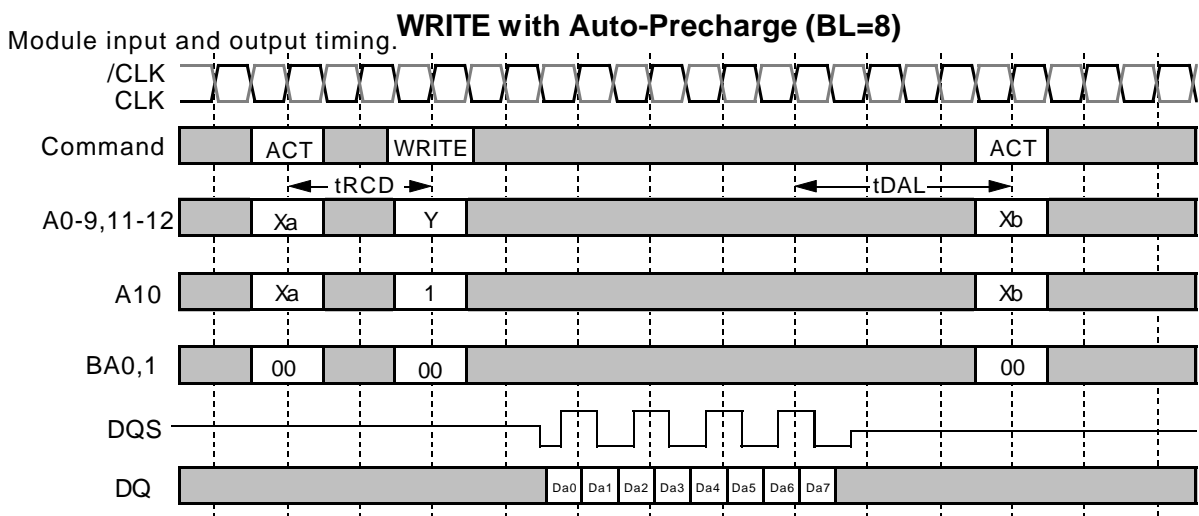 WRITE with Auto-Precharge (BL=8)
Module input and output timing.
/CLK
CLK
Command ACT WRITE ACT
tRCD tDAL
A0-9,11-12 Xa Y Xb
A10 Xa 1 Xb
BA0,1 00 00 00
DQS
DQ Da0 Da1 Da2 Da3 Da4 Da5 Da6 Da7